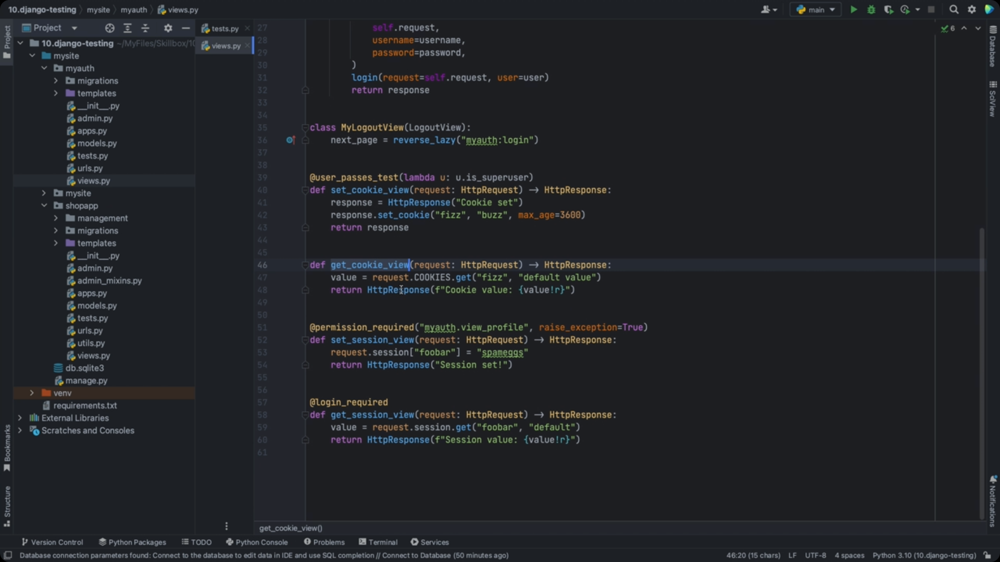 10.django-testing mysite myauth views.py
main
Project
tests.py
views.py
6
10.django-testing ~/MyFiles/Skillbox/10
mysite
myauth
migrations
templates
__init__.py
admin.py
apps.py
models.py
tests.py
urls.py
views.py
mysite
shopapp
management
migrations
templates
__init__.py
admin.py
admin_mixins.py
apps.py
models.py
tests.py
urls.py
utils.py
views.py
db.sqlite3
manage.py
venv
requirements.txt
External Libraries
Scratches and Consoles
Project
Bookmarks
Structure
27 self.request,
28 username=username,
29 password=password,
30 )
31 login(request=self.request, user=user)
32 return response
33
34
35 class MyLogoutView(LogoutView):
36 next_page = reverse_lazy("myauth:login")
37
38
39 @user_passes_test(lambda u: u.is_superuser)
40 def set_cookie_view(request: HttpRequest) -> HttpResponse:
41 response = HttpResponse("Cookie set")
42 response.set_cookie("fizz", "buzz", max_age=3600)
43 return response
44
45
46 def get_cookie_view(request: HttpRequest) -> HttpResponse:
47 value = request.COOKIES.get("fizz", "default value")
48 return HttpResponse(f"Cookie value: {value!r}")
49
50
51 @permission_required("myauth.view_profile", raise_exception=True)
52 def set_session_view(request: HttpRequest) -> HttpResponse:
53 request.session["foobar"] = "spameggs"
54 return HttpResponse("Session set!")
55
56
57 @login_required
58 def get_session_view(request: HttpRequest) -> HttpResponse:
59 value = request.session.get("foobar", "default")
60 return HttpResponse(f"Session value: {value!r}")
61
get_cookie_view()
Database
SciView
Notifications
Version Control Python Packages TODO Python Console Problems Terminal Services
Database connection parameters found: Connect to the database to edit data in IDE and use SQL completion // Connect to Database (50 minutes ago) 46:20 (15 chars) LF UTF-8 4 spaces Python 3.10 (10.django-testing)